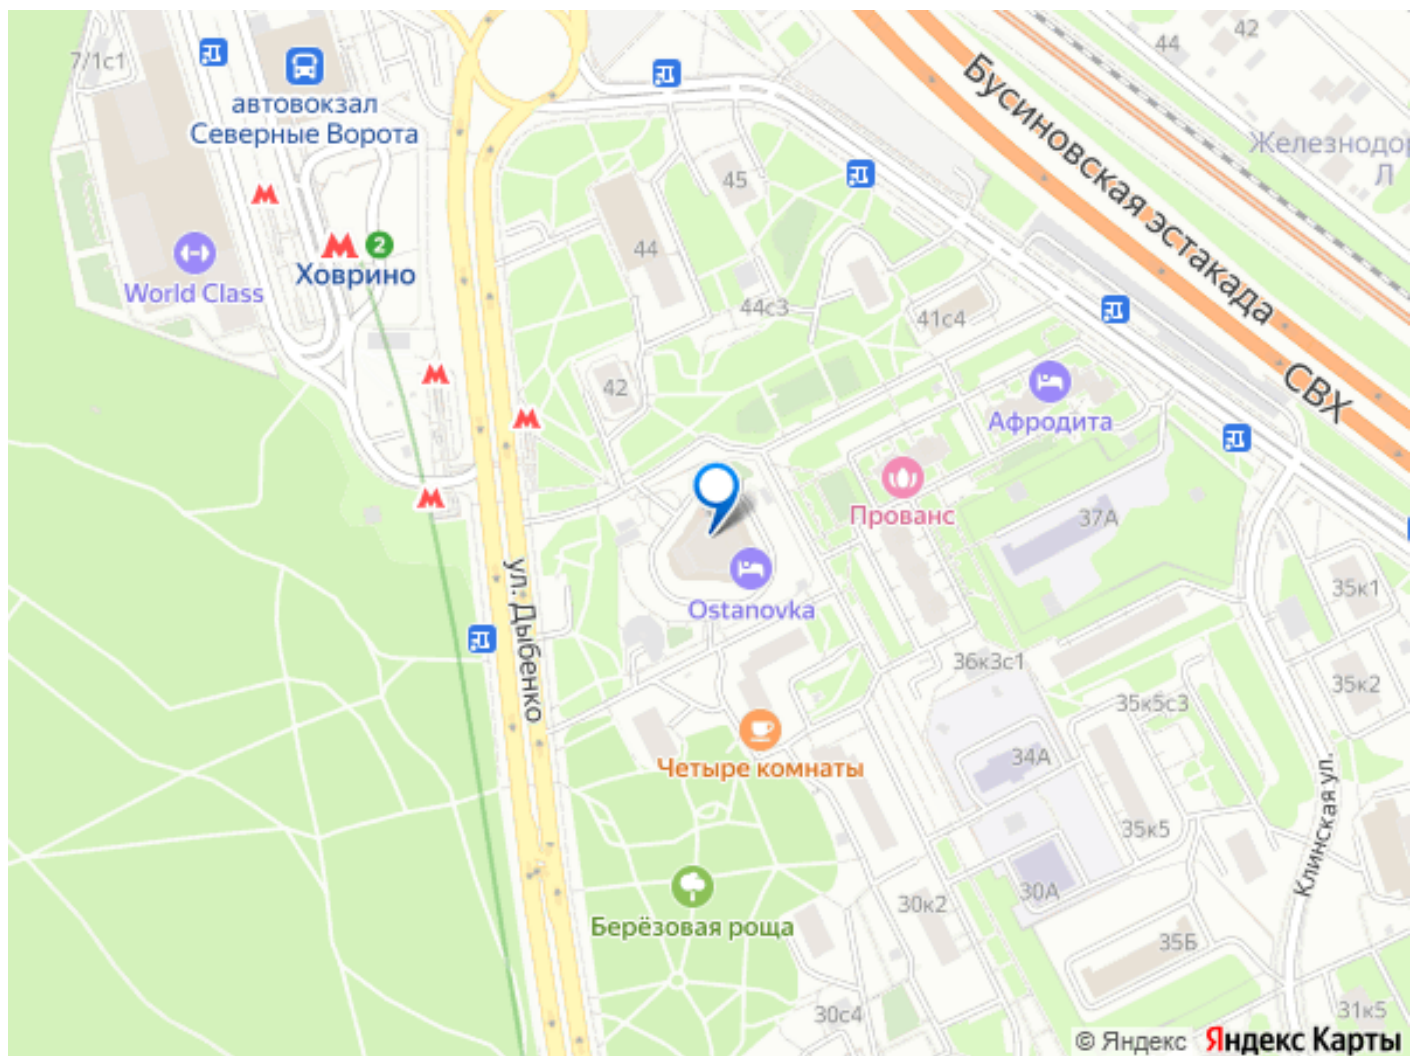 7/1с1
автовокзал
Северные Ворота
44
42
Бусиновская эстакада
Железнодор
Л
45
44
2
Ховрино
World Class
44с3
41с4
СВХ
42
Афродита
Прованс
37А
ул. Дыбенко
Ostanovka
35к1
36к3с1
35к2
35к5с3
Четыре комнаты
34А
Клинская ул.
35к5
30А
30к2
Берёзовая роща
35Б
30с4
31к5
© Яндекс Яндекс Карты